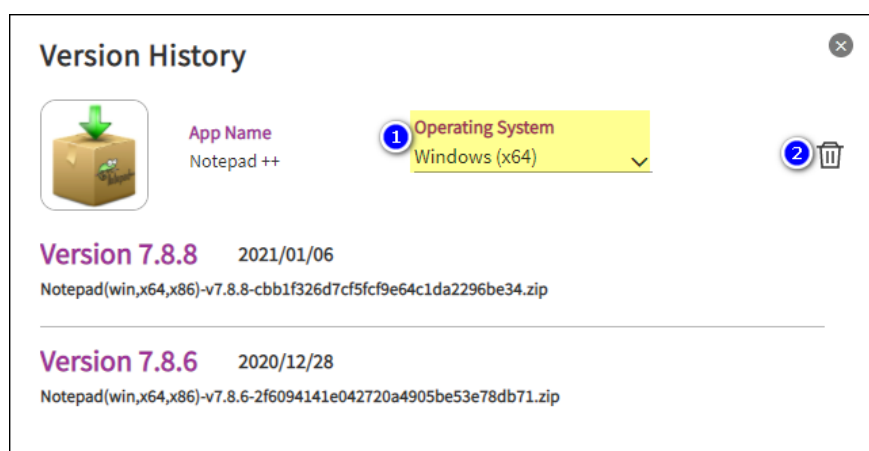 Version History
App Name
Notepad ++
1
Operating System
Windows (x64)
2
Version 7.8.8 2021/01/06
Notepad(win,x64,x86)-v7.8.8-cbb1f326d7cf5fcf9e64c1da2296be34.zip
Version 7.8.6 2020/12/28
Notepad(win,x64,x86)-v7.8.6-2f6094141e042720a4905be53e78db71.zip